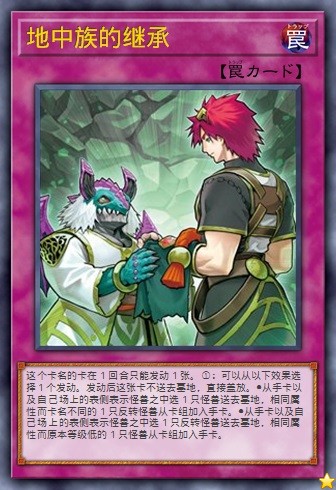 地中族的继承
トラップ
罠
【罠カード】
这个卡名的卡在1回合只能发动1张。①：可以从以下效果选
择1个发动。发动后这张卡不送去墓地，直接盖放。●从手卡以
及自己场上的表侧表示怪兽之中选1只怪兽送去墓地，相同属
性而卡名不同的1只反转怪兽从卡组加入手卡。●从手卡以及自
己场上的表侧表示怪兽之中选1只反转怪兽送去墓地，相同属
性而原本等级低的1只怪兽从卡组加入手卡。